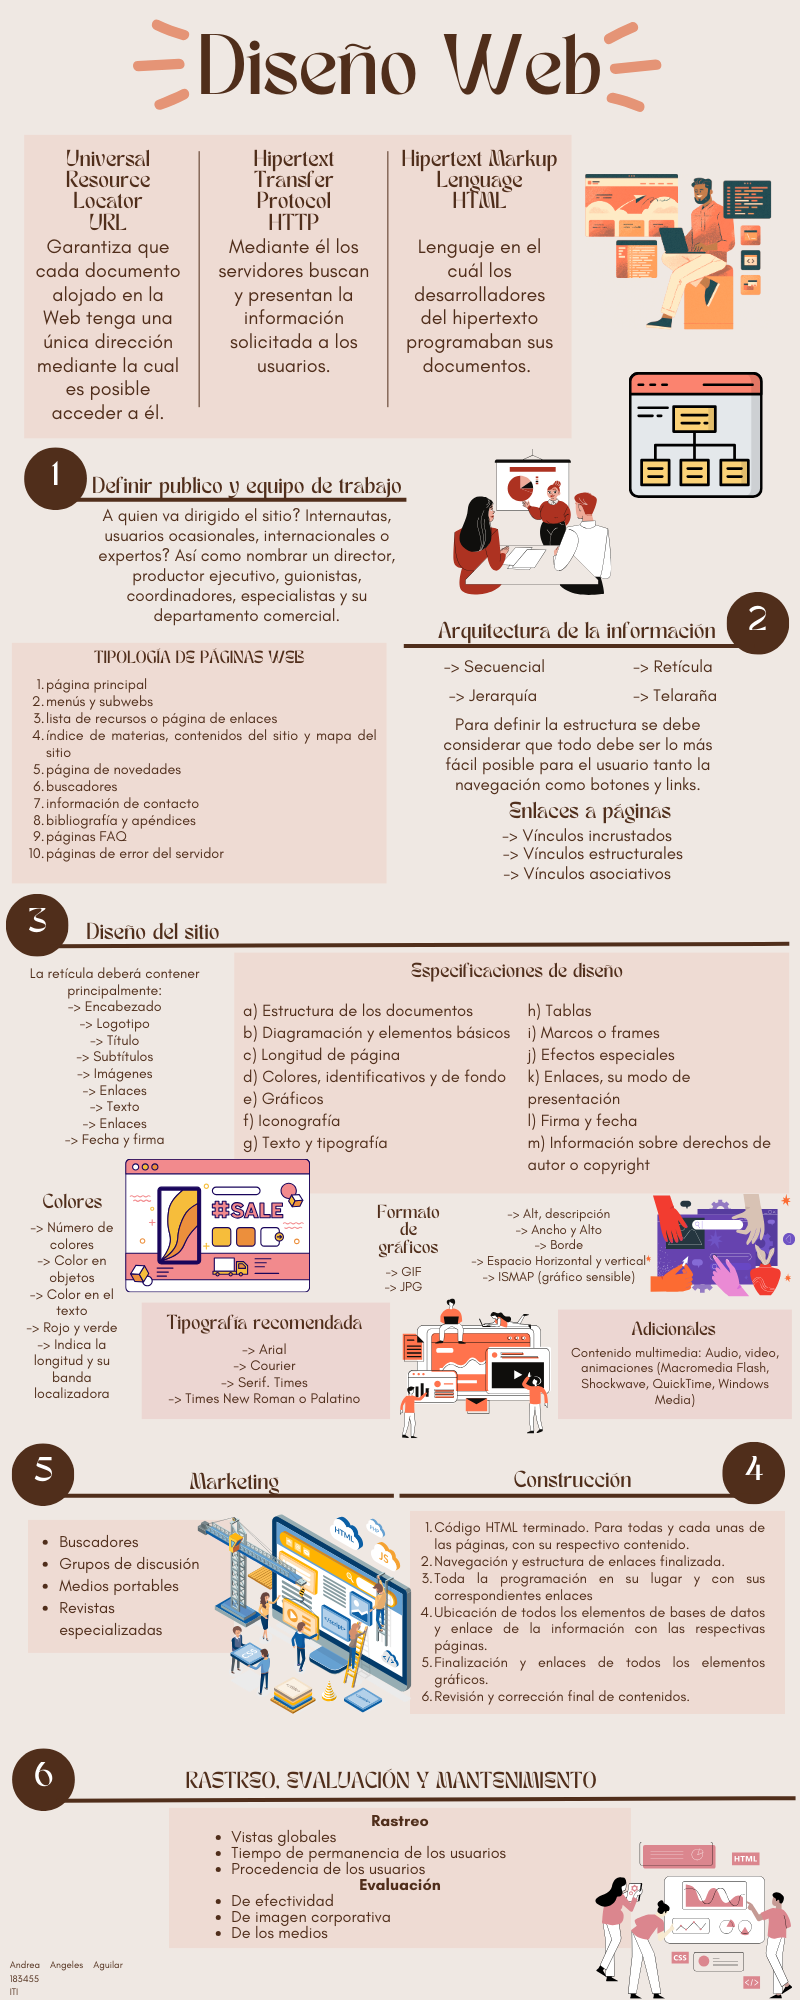 Diseño Web
Universal
Resource
Locator
URL
Garantiza que
cada documento
alojado en la
Web tenga una
única dirección
mediante la cual
es posible
acceder a él.
Hipertext
Transfer
Protocol
HTTP
Mediante él los
servidores buscan
y presentan la
información
solicitada a los
usuarios.
Hipertext Markup
Lenguage
HTML
Lenguaje en el
cuál los
desarrolladores
del hipertexto
programaban sus
documentos.
1
Definir publico y equipo de trabajo
A quien va dirigido el sitio? Internautas,
usuarios ocasionales, internacionales o
expertos? Así como nombrar un director,
productor ejecutivo, guionistas,
coordinadores, especialistas y su
departamento comercial.
2
Arquitectura de la información
-> Secuencial
-> Retícula
-> Jerarquía
-> Telaraña
Para definir la estructura se debe
considerar que todo debe ser lo más
fácil posible para el usuario tanto la
navegación como botones y links.
Enlaces a páginas
-> Vínculos incrustados
-> Vínculos estructurales
-> Vínculos asociativos
TIPOLOGÍA DE PÁGINAS WEB
1. página principal
2. menús y subwebs
3. lista de recursos o página de enlaces
4. índice de materias, contenidos del sitio y mapa del
sitio
5. página de novedades
6. buscadores
7. información de contacto
8. bibliografía y apéndices
9. páginas FAQ
10. páginas de error del servidor
3
Diseño del sitio
La retícula deberá contener
principalmente:
-> Encabezado
-> Logotipo
-> Título
-> Subtítulos
-> Imágenes
-> Enlaces
-> Texto
-> Enlaces
-> Fecha y firma
Especificaciones de diseño
a) Estructura de los documentos
b) Diagramación y elementos básicos
c) Longitud de página
d) Colores, identificativos y de fondo
e) Gráficos
f) Iconografía
g) Texto y tipografía
h) Tablas
i) Marcos o frames
j) Efectos especiales
k) Enlaces, su modo de
presentación
l) Firma y fecha
m) Información sobre derechos de
autor o copyright
Colores
-> Número de
colores
-> Color en
objetos
-> Color en el
texto
-> Rojo y verde
-> Indica la
longitud y su
banda
localizadora
#SALE
Formato
de
gráficos
-> GIF
-> JPG
-> Alt, descripción
-> Ancho y Alto
-> Borde
-> Espacio Horizontal y vertical
-> ISMAP (gráfico sensible)
Tipografía recomendada
-> Arial
-> Courier
-> Serif. Times
-> Times New Roman o Palatino
Adicionales
Contenido multimedia: Audio, video,
animaciones (Macromedia Flash,
Shockwave, QuickTime, Windows
Media)
5
Marketing
Buscadores
Grupos de discusión
Medios portables
Revistas
especializadas
HTML
PHP
JS
</script>
CSS
</>
4
Construcción
1. Código HTML terminado. Para todas y cada unas de
las páginas, con su respectivo contenido.
2. Navegación y estructura de enlaces finalizada.
3. Toda la programación en su lugar y con sus
correspondientes enlaces
4. Ubicación de todos los elementos de bases de datos
y enlace de la información con las respectivas
páginas.
5. Finalización y enlaces de todos los elementos
gráficos.
6. Revisión y corrección final de contenidos.
6
RASTREO, EVALUACIÓN Y MANTENIMIENTO
Rastreo
Vistas globales
Tiempo de permanencia de los usuarios
Procedencia de los usuarios
Evaluación
De efectividad
De imagen corporativa
De los medios
HTML
CSS
</>
Andrea Angeles Aguilar
183455
ITI